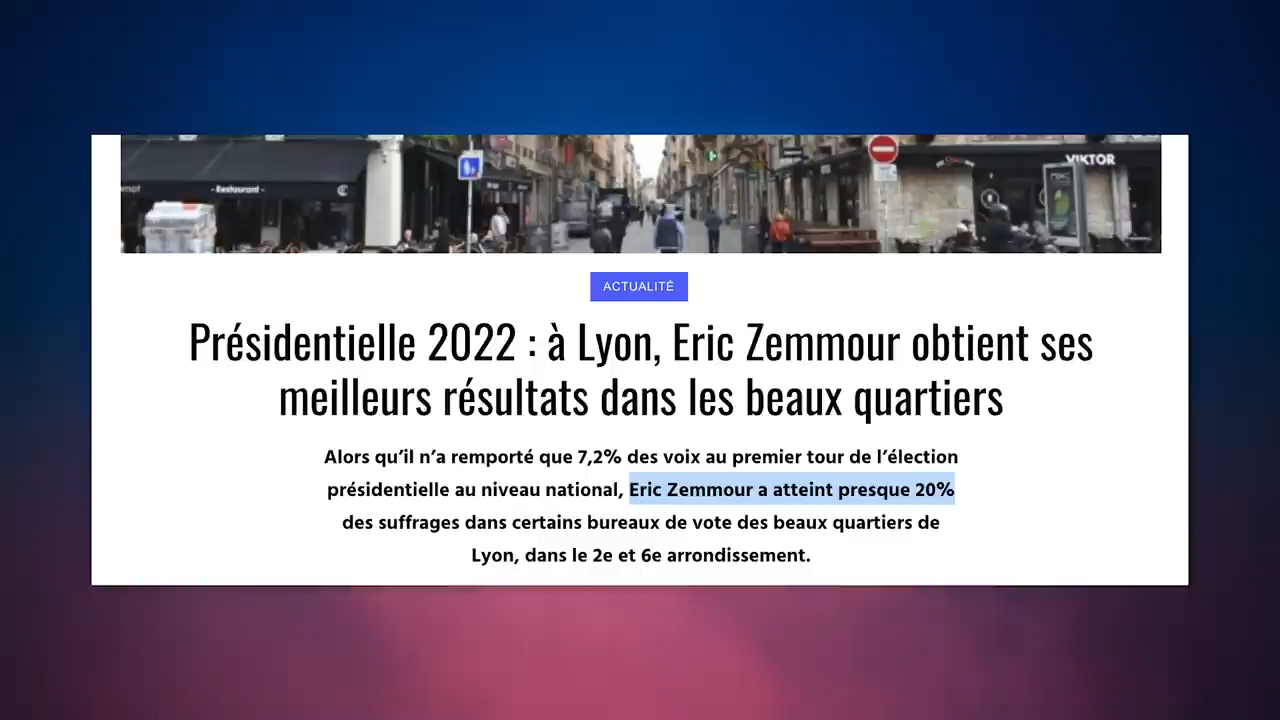 - Restaurant -
VIKTOR
ACTUALITÉ
Présidentielle 2022 : à Lyon, Eric Zemmour obtient ses
meilleurs résultats dans les beaux quartiers
Alors qu’il n’a remporté que 7,2% des voix au premier tour de l’élection
présidentielle au niveau national, Eric Zemmour a atteint presque 20%
des suffrages dans certains bureaux de vote des beaux quartiers de
Lyon, dans le 2e et 6e arrondissement.